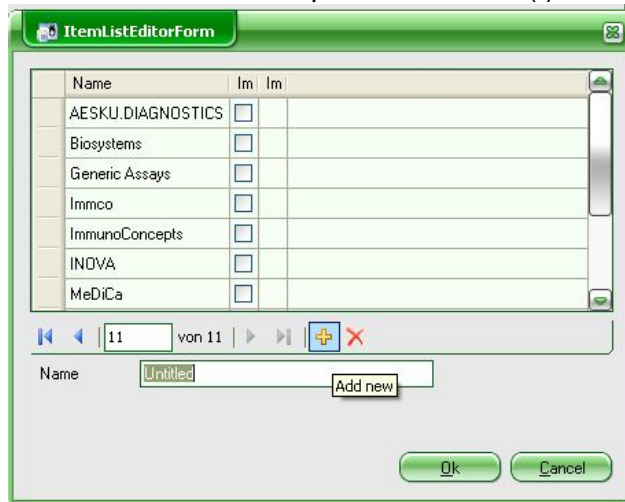 ItemListEditorForm
Name Im Im
AESKU.DIAGNOSTICS
Biosystems
Generic Assays
Immco
ImmunoConcepts
INOVA
MeDiCa
11 von 11
Name Untitled
Add new
Ok Cancel